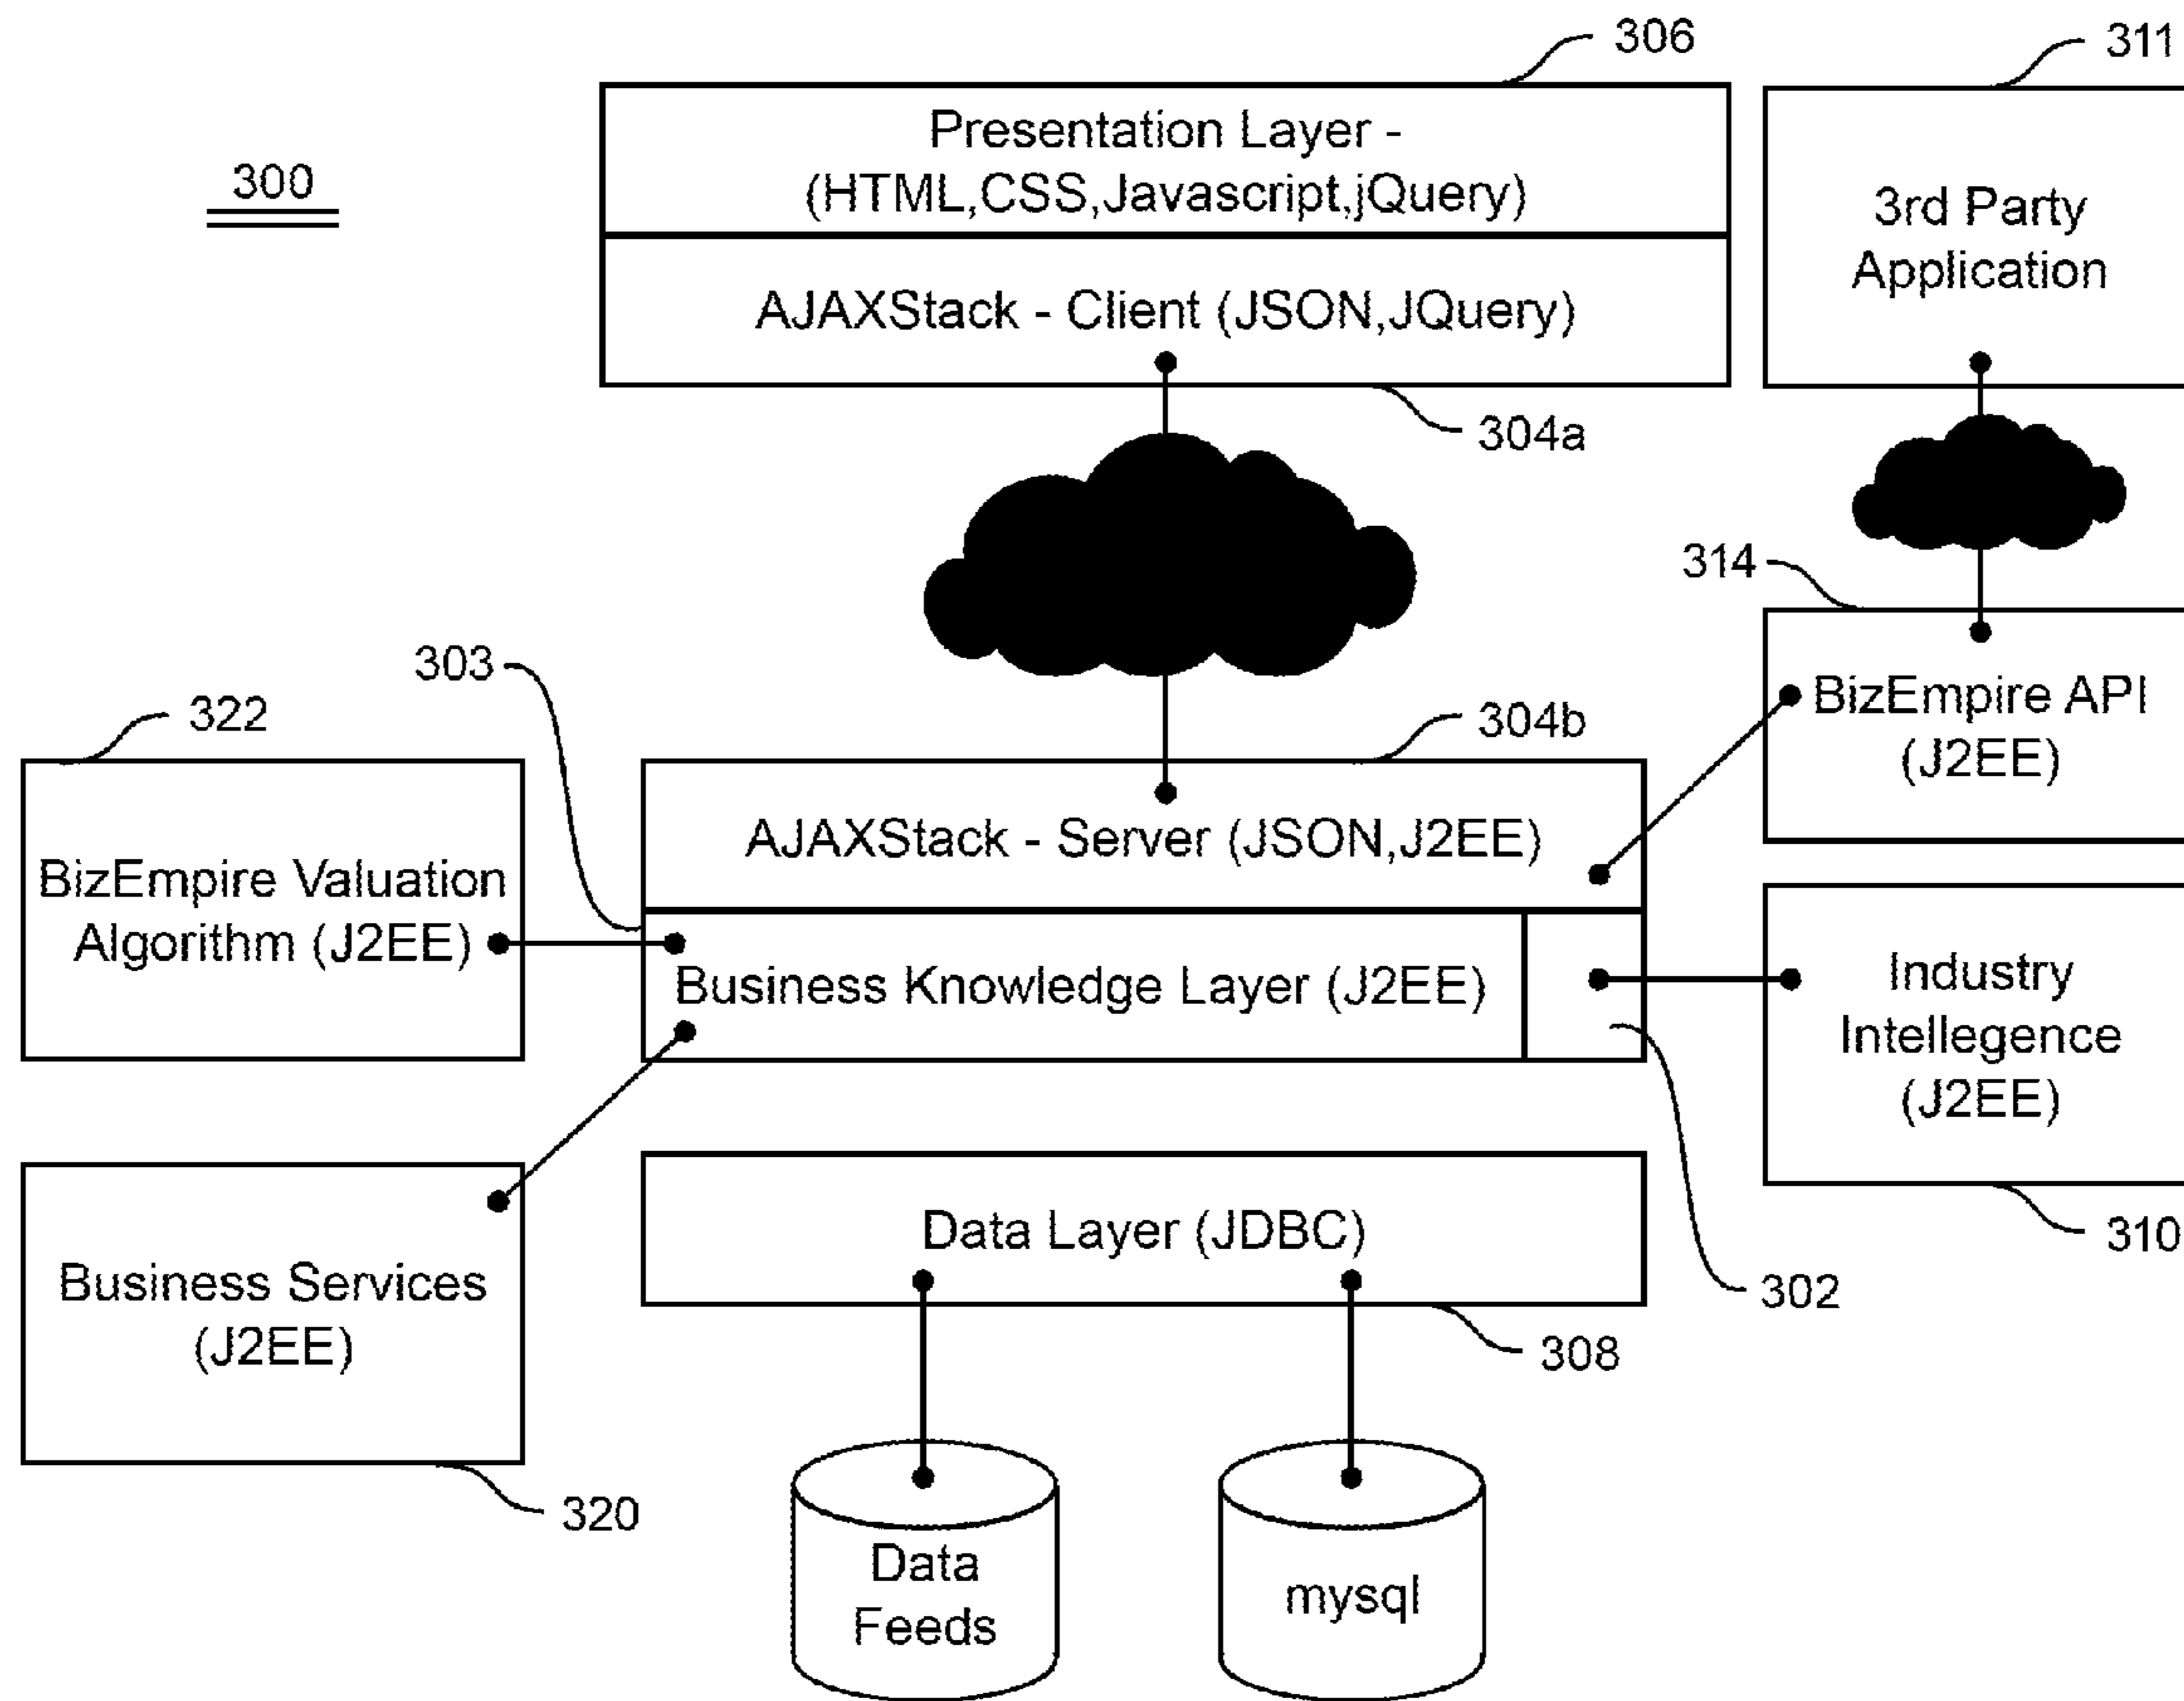 306
311
300
Presentation Layer -
(HTML,CSS,Javascript,jQuery)
AJAXStack - Client (JSON,JQuery)
3rd Party
Application
304a
314
303
322
304b
BizEmpire API
(J2EE)
AJAXStack - Server (JSON,J2EE)
BizEmpire Valuation
Algorithm (J2EE)
Business Knowledge Layer (J2EE)
Industry
Intellegence
(J2EE)
310
302
Data Layer (JDBC)
308
Business Services
(J2EE)
320
Data
Feeds
mysql